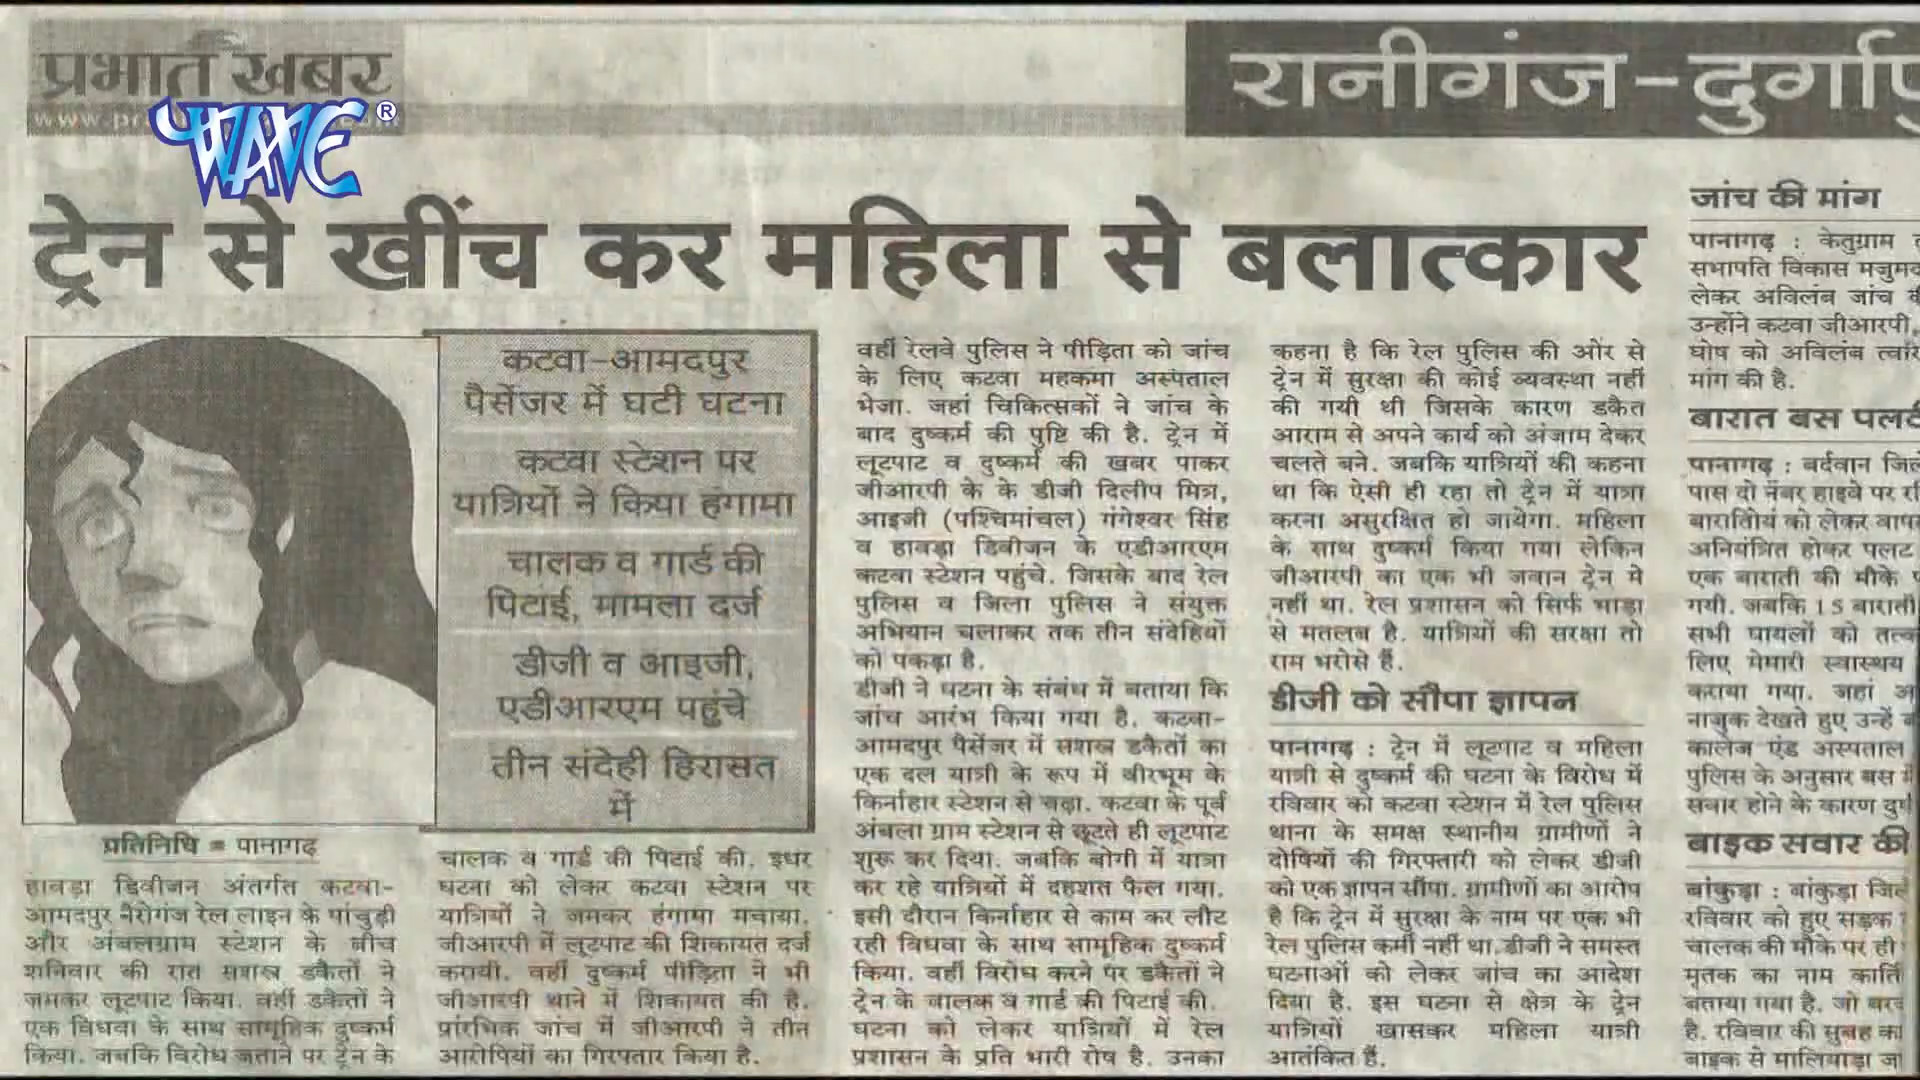 प्रभात खबर
WAVE®
रानीगंज-दुर्गापु
ट्रेन से खींच कर महिला से बलात्कार
कटवा-आमदपुर
पैसेंजर में घटी घटना
कटवा स्टेशन पर
यात्रियों ने किया हंगामा
चालक व गार्ड की
पिटाई, मामला दर्ज
डीजी व आइजी,
एडीआरएम पहुंचे
तीन संदेही हिरासत
में
प्रतिनिधि = पानागढ़
हावड़ा डिवीजन अंतर्गत कटवा-
आमदपुर नैरोगंज रेल लाइन के पांचुड़ी
और अंबलग्राम स्टेशन के बीच
शनिवार की रात सशस्त्र डकैतों ने
जमकर लूटपाट किया. वहीं डकैतों ने
एक विधवा के साथ सामूहिक दुष्कर्म
किया. जबकि विरोध जताने पर ट्रेन के
चालक व गार्ड की पिटाई की. इधर
घटना को लेकर कटवा स्टेशन पर
यात्रियों ने जमकर हंगामा मचाया.
जीआरपी में लूटपाट की शिकायत दर्ज
करायी. वहीं दुष्कर्म पीड़िता ने भी
जीआरपी थाने में शिकायत की है.
प्रारंभिक जांच में जीआरपी ने तीन
आरोपियों का गिरफ्तार किया है.
वहीं रेलवे पुलिस ने पीड़िता को जांच
के लिए कटवा महकमा अस्पताल
भेजा. जहां चिकित्सकों ने जांच के
बाद दुष्कर्म की पुष्टि की है. ट्रेन में
लूटपाट व दुष्कर्म की खबर पाकर
जीआरपी के के डीजी दिलीप मित्र,
आइजी (पश्चिमांचल) गंगेश्वर सिंह
व हावड़ा डिवीजन के एडीआरएम
कटवा स्टेशन पहुंचे. जिसके बाद रेल
पुलिस व जिला पुलिस ने संयुक्त
अभियान चलाकर तक तीन संदेहियों
को पकड़ा है.
डीजी ने घटना के संबंध में बताया कि
जांच आरंभ किया गया है. कटवा-
आमदपुर पैसेंजर में सशस्त्र डकैतों का
एक दल यात्री के रूप में बीरभूम के
किर्नाहार स्टेशन से चढ़ा. कटवा के पूर्व
अंबला ग्राम स्टेशन से छूटते ही लूटपाट
शुरू कर दिया. जबकि बोगी में यात्रा
कर रहे यात्रियों में दहशत फैल गया.
इसी दौरान किर्नाहार से काम कर लौट
रही विधवा के साथ सामूहिक दुष्कर्म
किया. वहीं विरोध करने पर डकैतों ने
ट्रेन के चालक व गार्ड की पिटाई की.
घटना को लेकर यात्रियों में रेल
प्रशासन के प्रति भारी रोष है. उनका
कहना है कि रेल पुलिस की ओर से
ट्रेन में सुरक्षा की कोई व्यवस्था नहीं
की गयी थी जिसके कारण डकैत
आराम से अपने कार्य को अंजाम देकर
चलते बने. जबकि यात्रियों की कहना
था कि ऐसी ही रहा तो ट्रेन में यात्रा
करना असुरक्षित हो जायेगा. महिला
के साथ दुष्कर्म किया गया लेकिन
जीआरपी का एक भी जवान ट्रेन मे
नहीं था. रेल प्रशासन को सिर्फ भाड़ा
से मतलब है. यात्रियों की सरक्षा तो
राम भरोसे हैं.
डीजी को सौपा ज्ञापन
पानागढ़ : ट्रेन में लूटपाट व महिला
यात्री से दुष्कर्म की घटना के विरोध में
रविवार को कटवा स्टेशन में रेल पुलिस
थाना के समक्ष स्थानीय ग्रामीणों ने
दोषियों की गिरफ्तारी को लेकर डीजी
को एक ज्ञापन सौंपा. ग्रामीणों का आरोप
है कि ट्रेन में सुरक्षा के नाम पर एक भी
रेल पुलिस कर्मी नहीं था.डीजी ने समस्त
घटनाओं को लेकर जांच का आदेश
दिया है. इस घटना से क्षेत्र के ट्रेन
यात्रियों खासकर महिला यात्री
आतंकित हैं.
जांच की मांग
पानागढ़ : केतुग्राम
सभापति विकास मजुमद
लेकर अविलंब जांच
उन्होंने कटवा जीआरपी,
घोष को अविलंब त्वरि
मांग की है.
बारात बस पलटी
पानागढ़ : बर्दवान जिले
पास दो नंबर हाइवे पर
बारातियों को लेकर वापस
अनियंत्रित होकर पलट
एक बाराती की मौके
गयी. जबकि 15 बाराती
सभी घायलों को
लिए मेमारी स्वास्थय
कराया गया. जहां
नाजुक देखते हुए उन्हें
कालेज एंड अस्पताल
पुलिस के अनुसार बस में
सवार होने के कारण
बाइक सवार की
बांकुड़ा : बांकुड़ा जिले
रविवार को हुए सड़क
चालक की मौके पर ही
मृतक का नाम कार्ति
बताया गया है. जो
है. रविवार की सुबह
बाइक से मालियाड़ा